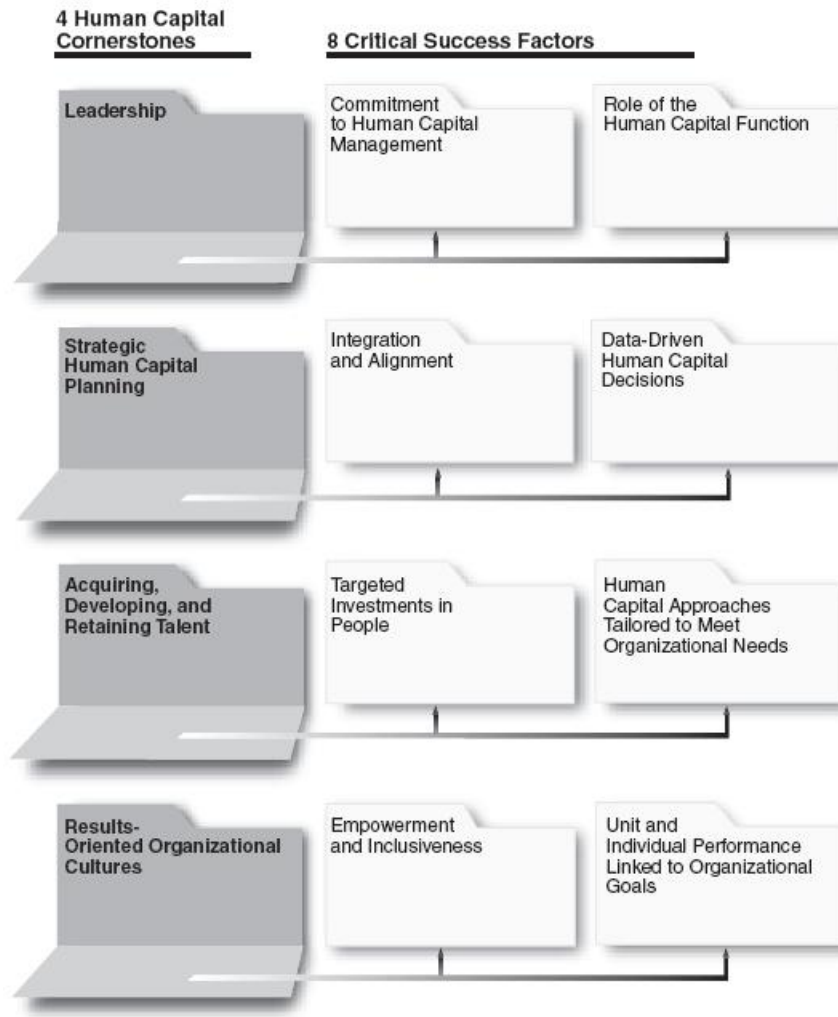 4 Human Capital
Cornerstones
8 Critical Success Factors
Leadership
Commitment
to Human Capital
Management
Role of the
Human Capital Function
Strategic
Human Capital
Planning
Integration
and Alignment
Data-Driven
Human Capital
Decisions
Acquiring,
Developing, and
Retaining Talent
Targeted
Investments in
People
Human
Capital Approaches
Tailored to Meet
Organizational Needs
Results-
Oriented Organizational
Cultures
Empowerment
and Inclusiveness
Unit and
Individual Performance
Linked to Organizational
Goals